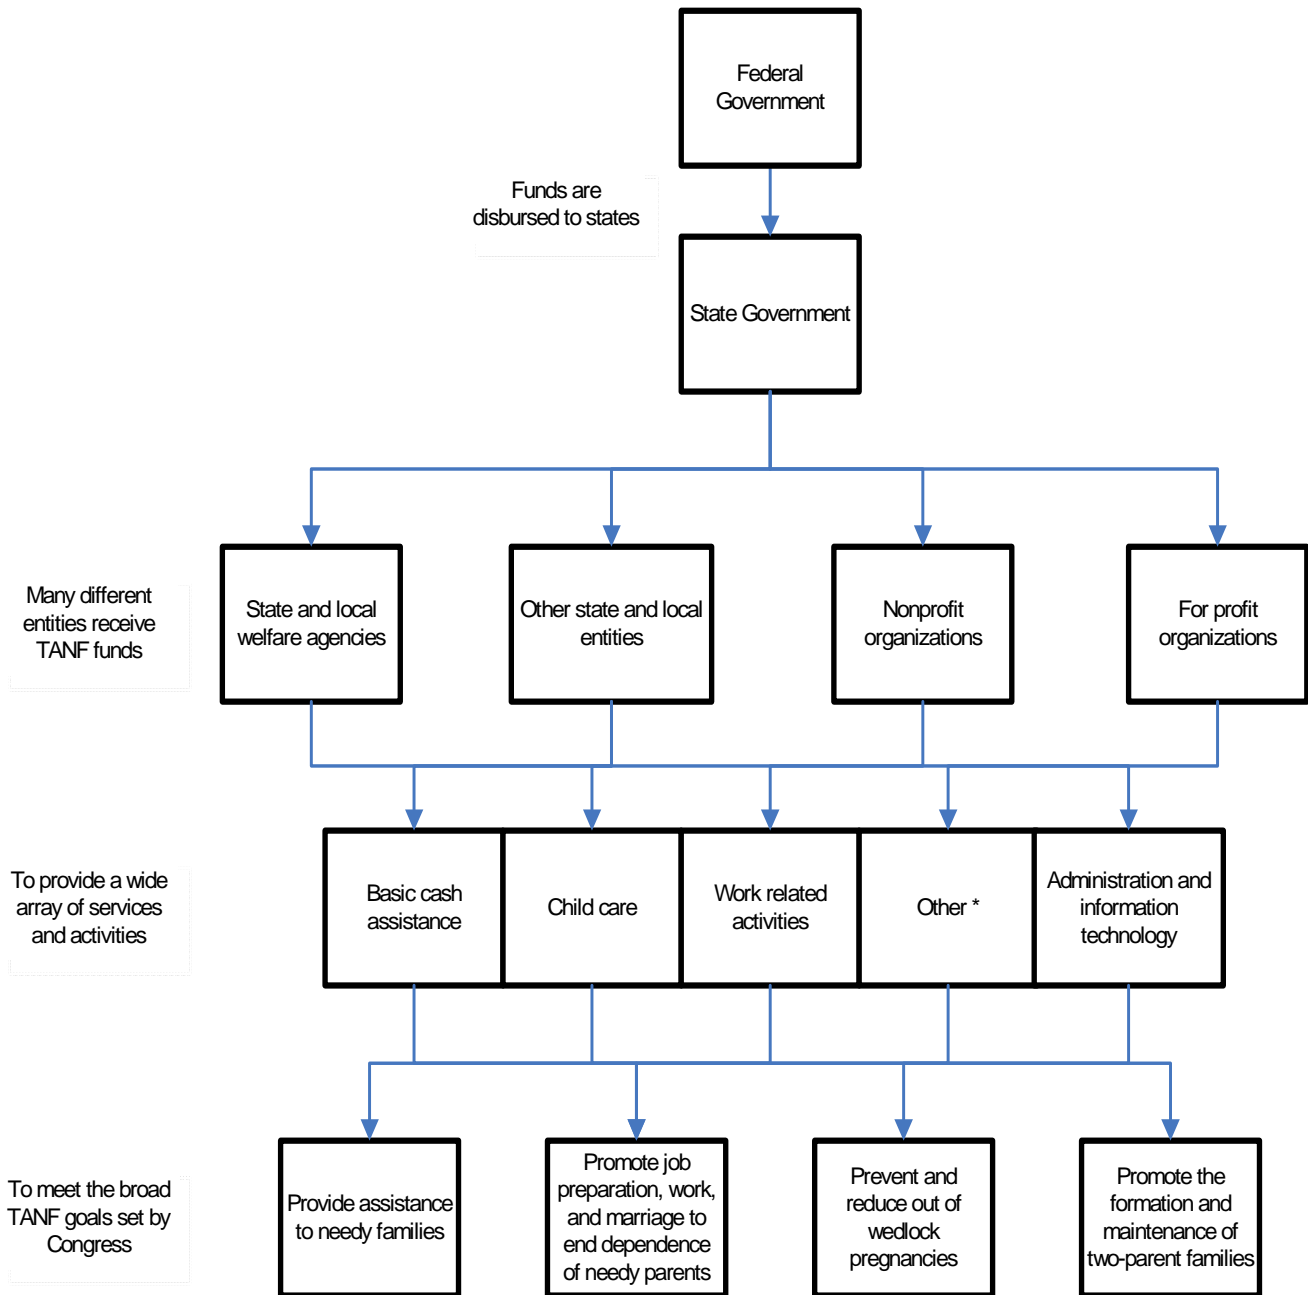 Federal
Government
Funds are
disbursed to states
State Government
Many different
entities receive
TANF funds
State and local
welfare agencies
Other state and local
entities
Nonprofit
organizations
For profit
organizations
To provide a wide
array of services
and activities
Basic cash
assistance
Child care
Work related
activities
Other *
Administration and
information
technology
To meet the broad
TANF goals set by
Congress
Provide assistance
to needy families
Promote job
preparation, work,
and marriage to
end dependence
of needy parents
Prevent and
reduce out of
wedlock
pregnancies
Promote the
formation and
maintenance of
two-parent families